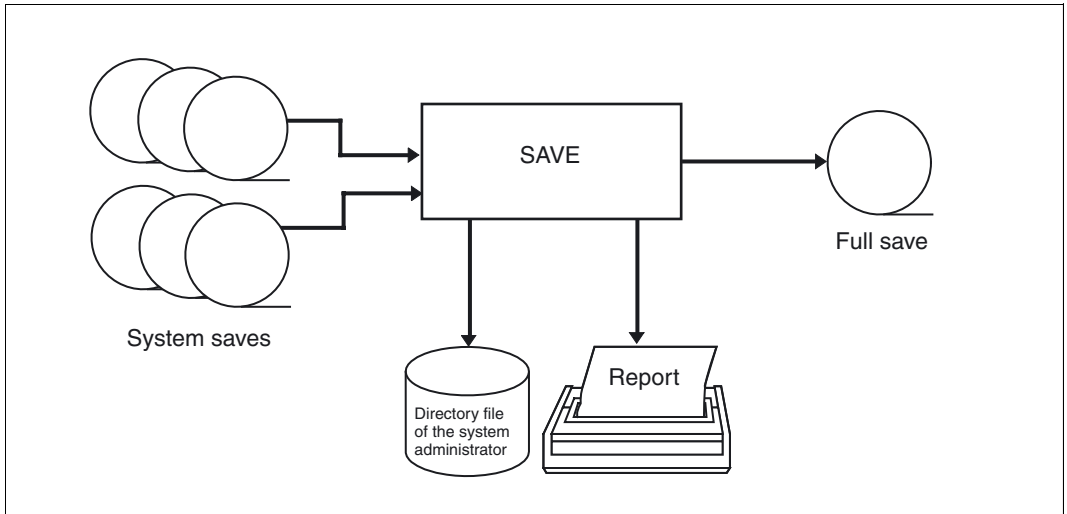 SAVE
Full save
System saves
Report
Directory file
of the system
administrator